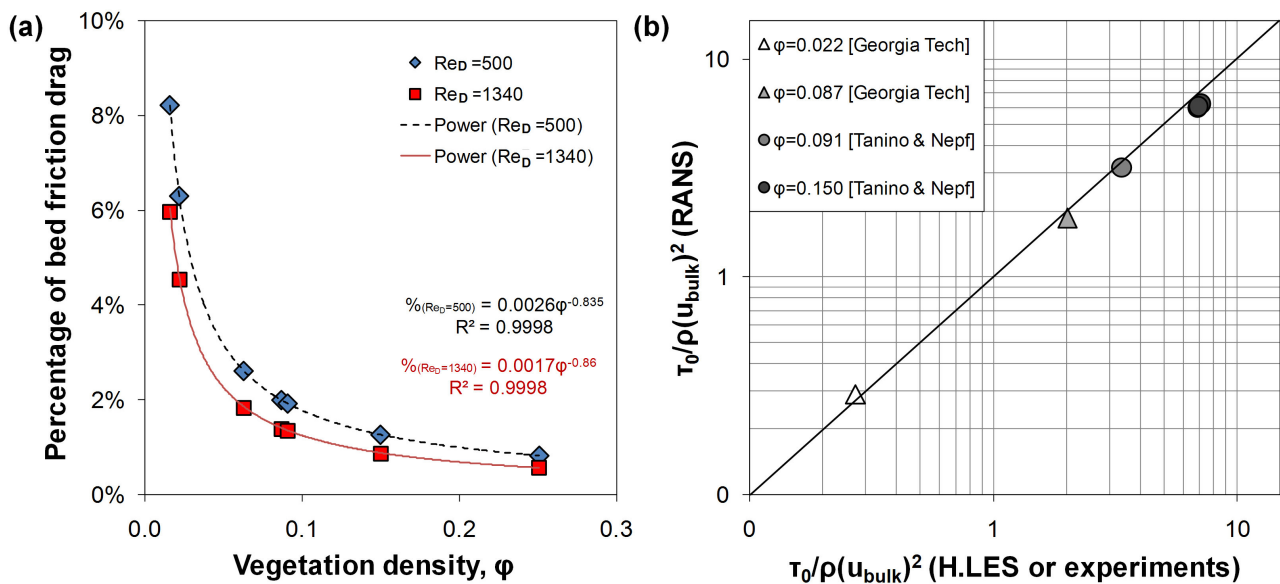 (a)
10%
8%
6%
4%
2%
0%
Percentage of bed friction drag
0.0
0.1
0.2
0.3
Vegetation density, φ
Re_D =500
Re_D =1340
Power (Re_D =500)
Power (Re_D =1340)
%(Re_D=500) = 0.0026φ^-0.835
R² = 0.9998
%(Re_D=1340) = 0.0017φ^-0.86
R² = 0.9998
(b)
φ=0.022 [Georgia Tech]
φ=0.087 [Georgia Tech]
φ=0.091 [Tanino & Nepf]
φ=0.150 [Tanino & Nepf]
10
1
0
τ₀/ρ(u_bulk)² (RANS)
0
1
10
τ₀/ρ(u_bulk)² (H.LES or experiments)